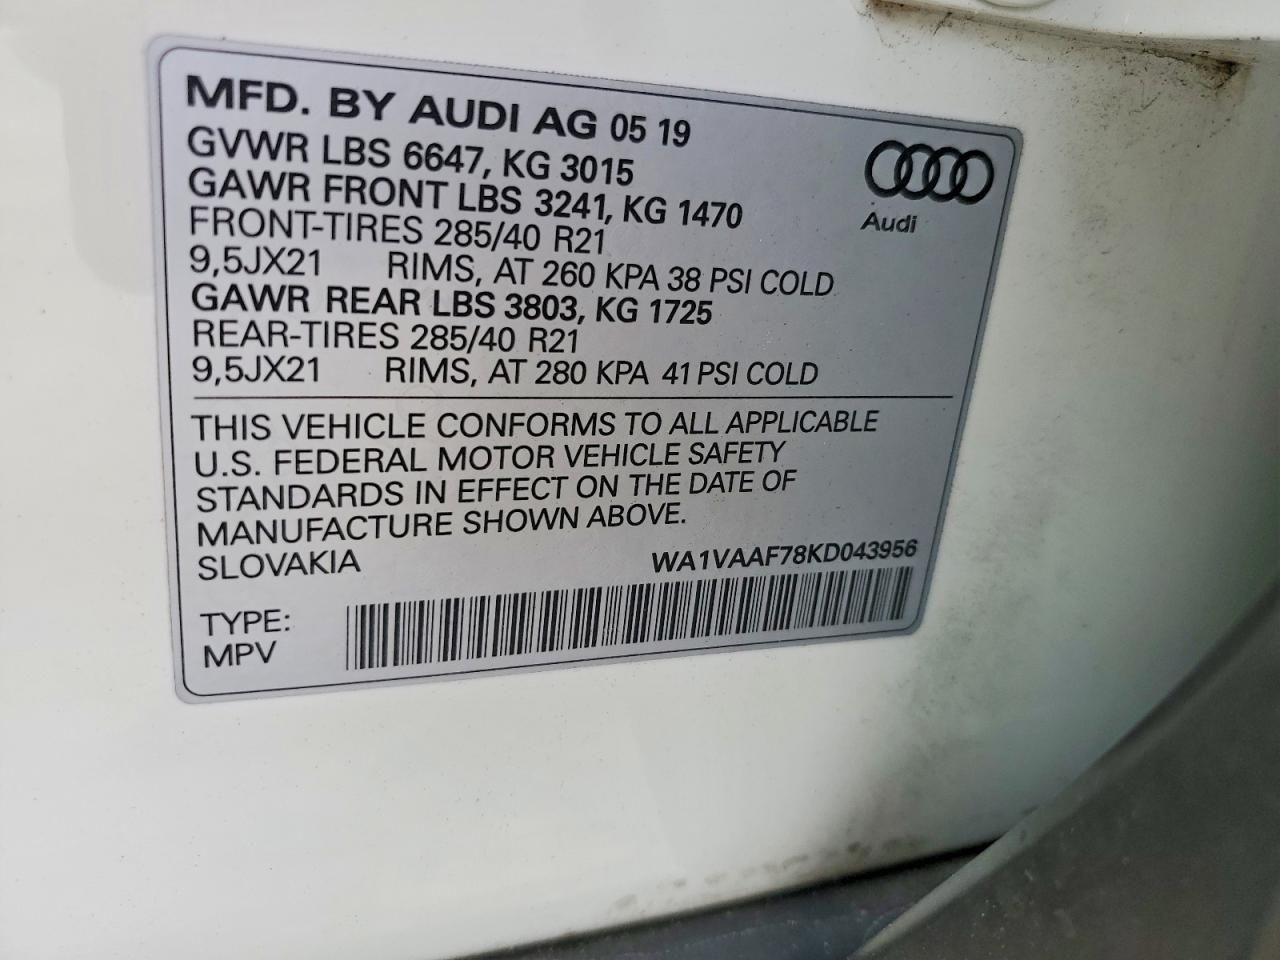 MFD. BY AUDI AG 05 19
GVWR LBS 6647, KG 3015
GAWR FRONT LBS 3241, KG 1470
FRONT-TIRES 285/40 R21
9,5JX21 RIMS, AT 260 KPA 38 PSI COLD
GAWR REAR LBS 3803, KG 1725
REAR-TIRES 285/40 R21
9,5JX21 RIMS, AT 280 KPA 41 PSI COLD
Audi
THIS VEHICLE CONFORMS TO ALL APPLICABLE
U.S. FEDERAL MOTOR VEHICLE SAFETY
STANDARDS IN EFFECT ON THE DATE OF
MANUFACTURE SHOWN ABOVE.
SLOVAKIA WA1VAAF78KD043956
TYPE:
MPV